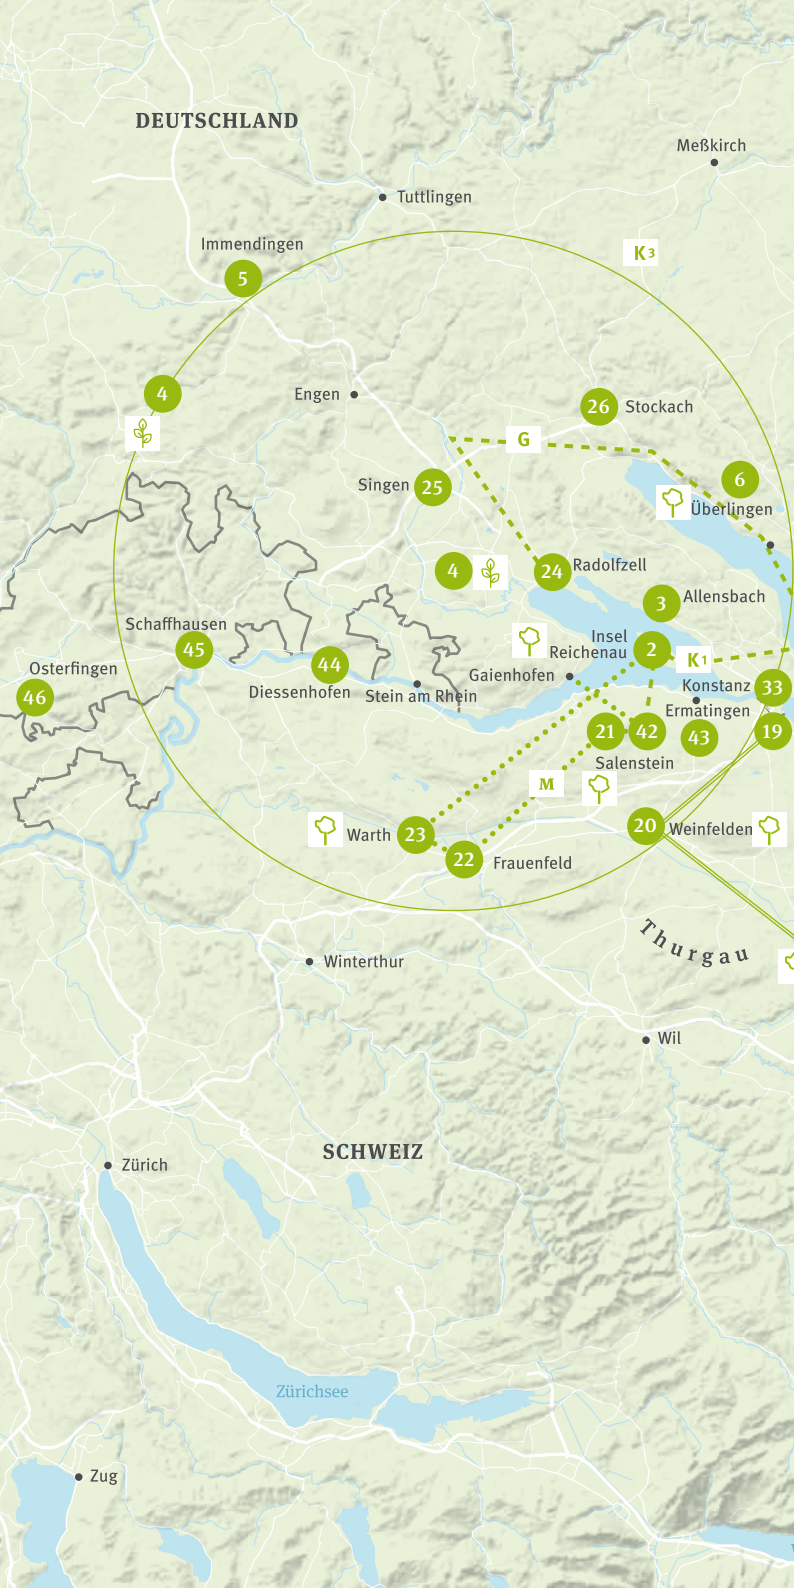 DEUTSCHLAND
Meßkirch
Tuttlingen
Immendingen
K3
5
4
Engen
26
Stockach
G
6
Singen
25
Überlingen
4
24
Radolfzell
3
Allensbach
Schaffhausen
Insel
Reichenau
2
K1
45
44
Osterfingen
46
Diessenhofen
Stein am Rhein
Gaienhofen
Konstanz
33
Ermatingen
21
42
43
19
Salenstein
M
Warth
23
20
Weinfelden
22
Frauenfeld
Thurgau
Winterthur
Wil
SCHWEIZ
Zürich
Zürichsee
Zug